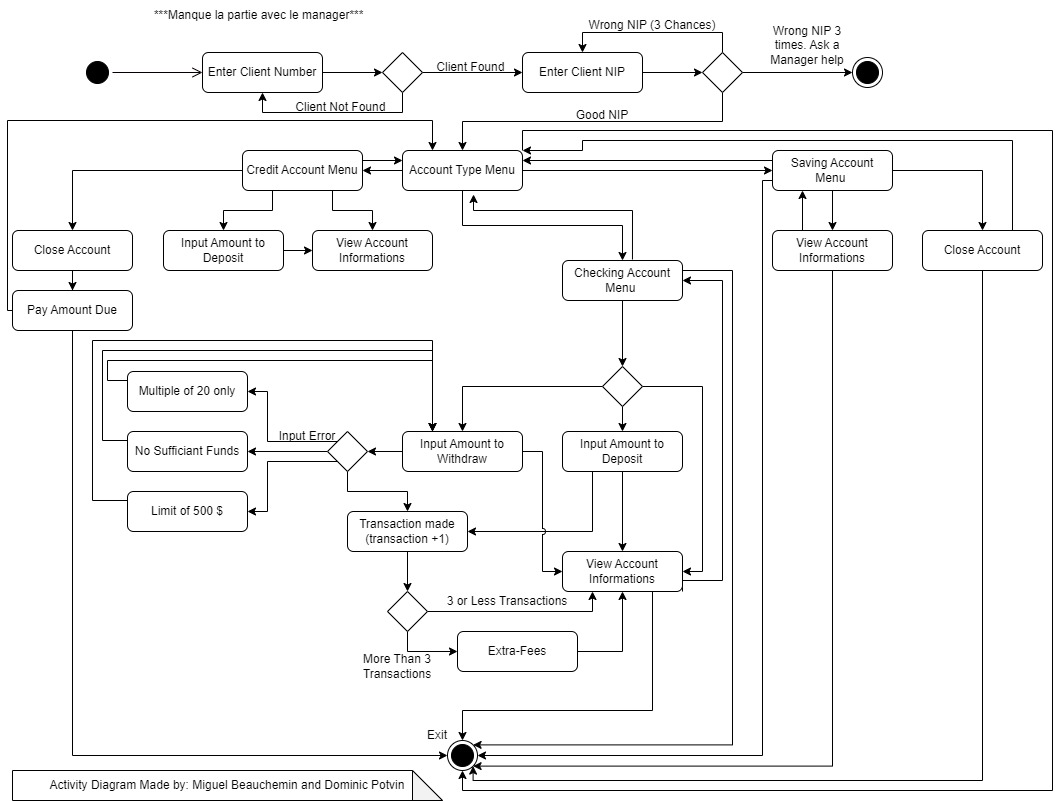 ***Manque la partie avec le manager***
Wrong NIP (3 Chances)
Wrong NIP 3
times. Ask a
Manager help
Enter Client Number
Client Found
Enter Client NIP
Client Not Found
Good NIP
Credit Account Menu
Account Type Menu
Saving Account
Menu
Close Account
Input Amount to
Deposit
View Account
Informations
View Account
Informations
Close Account
Checking Account
Menu
Pay Amount Due
Multiple of 20 only
Input Error
Input Amount to
Withdraw
Input Amount to
Deposit
No Sufficiant Funds
Limit of 500 $
Transaction made
(transaction +1)
View Account
Informations
3 or Less Transactions
Extra-Fees
More Than 3
Transactions
Exit
Activity Diagram Made by: Miguel Beauchemin and Dominic Potvin